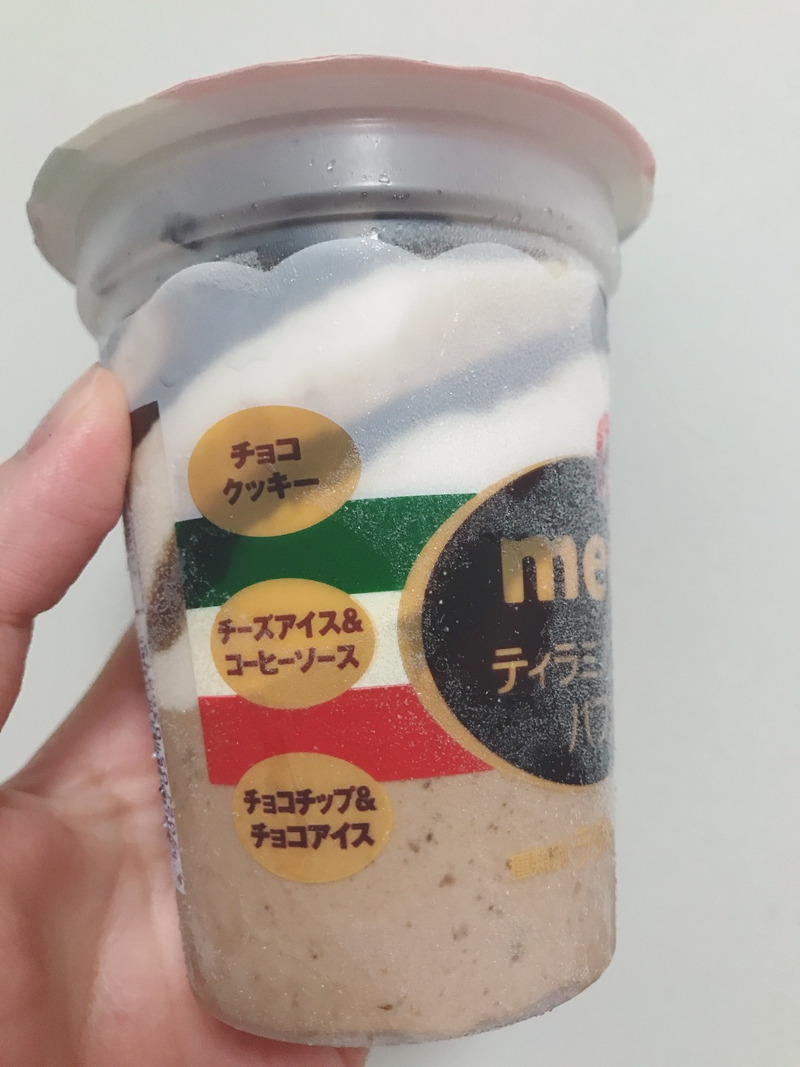 チョコ
クッキー
me
チーズアイス&
コーヒーソース
ティラミ
パフ
チョコチップ&
チョコアイス